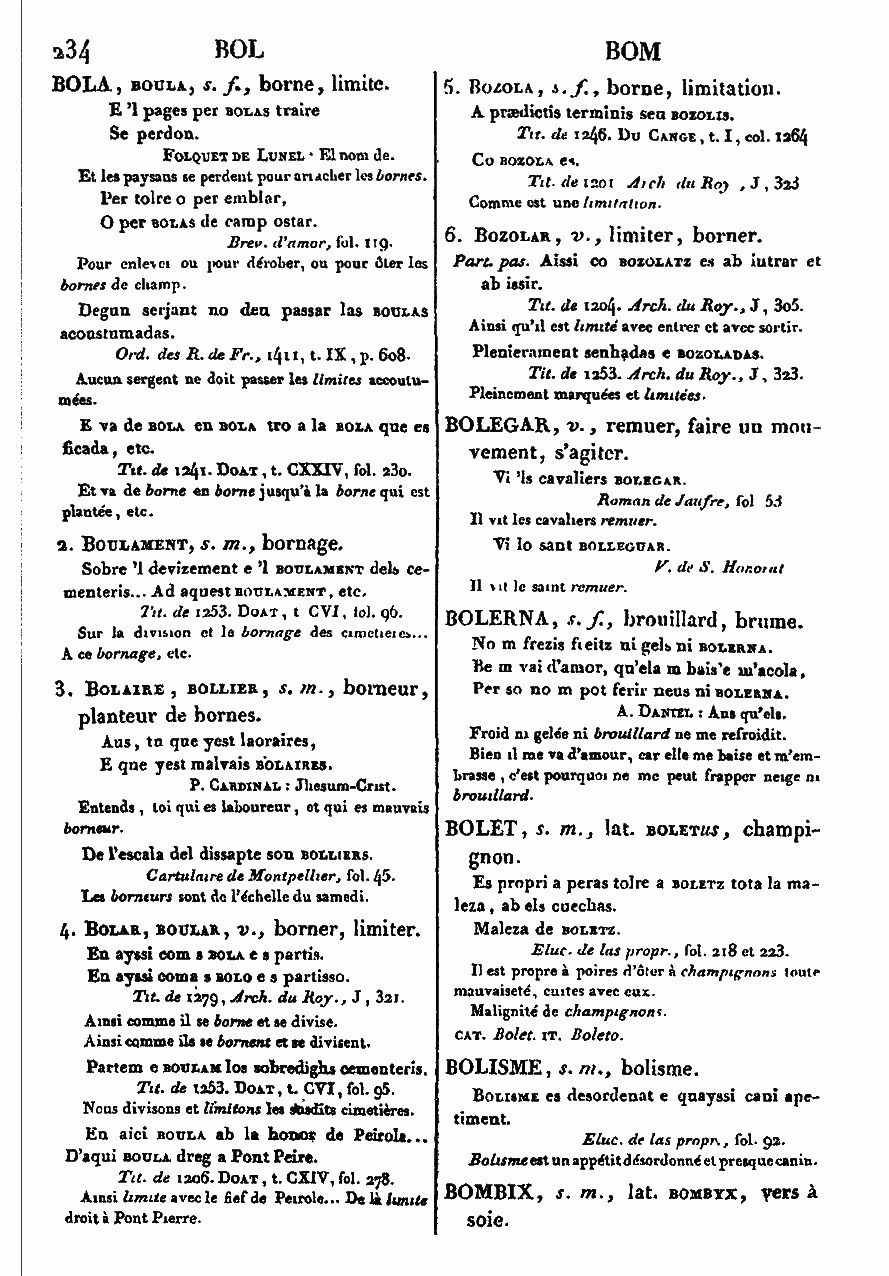 234 BOL BOM
BOLA, BOULA, s. f., borne, limite.
E 'l pages per BOLAS traire
Se perdon.
FOLQUET DE LUNEL : El nom de.
Et les paysans se perdent pour arracher les bornes.
Per tolre o per emblar,
O per BOLAS de camp ostar.
Brev. d'amor, fol. 119.
Pour enlever ou pour dérober, ou pour ôter les
bornes de champ.
Degun serjant no deu passar las BOULAS
acoustumadas.
Ord. des R. de Fr., 1411, t. IX, p. 608.
Aucun sergent ne doit passer les limites accoutu-
mées.
E va de BOLA en BOLA tro a la BOLA que es
ficada, etc.
Tit. de 1241. DOAT, t. CXXIV, fol. 230.
Et va de borne en borne jusqu'à la borne qui est
plantée, etc.
2. BOULAMENT, s. m., bornage.
Sobre 'l devizement e 'l BOULAMENT dels ce-
menteris... Ad aquest BOULAMENT, etc.
Tit. de 1253. DOAT, t CVI, fol. 96.
Sur la division et le bornage des cimetieres...
A ce bornage, etc.
3. BOLAIRE, BOLLIER, s. m., borneur,
planteur de bornes.
Aus, tu que yest laoraires,
E que yest malvais BOLAIRES.
P. CARDINAL : Jhesum-Crist.
Entends, toi qui es laboureur, et qui es mauvais
borneur.
De l'escala del dissapte son BOLLIERS.
Cartulaire de Montpellier, fol. 45.
Les borneurs sont de l'échelle du samedi.
4. BOLAR, BOULAR, v., borner, limiter.
En ayssi com s BOLA e s partis.
En ayssi coma s BOLO e s partisso.
Tit. de 1279, Arch. du Roy., J, 321.
Ainsi comme il se borne et se divise.
Ainsi comme ils se bornent et se divisent.
Partem e BOULAM los sobredighs cementeris.
Tit. de 1253. DOAT, t. CVI, fol. 95.
Nous divisons et limitons les susdits cimetières.
En aici BOULA ab la honor de Peirola...
D'aqui BOULA dreg a Pont Peire.
Tit. de 1206. DOAT, t. CXIV, fol. 278.
Ainsi limite avec le fief de Peirole... De là limite
droit à Pont Pierre.
5. BOZOLA, s. f., borne, limitation.
A prædictis terminis seu BOZOLIS.
Tit. de 1246. DU CANGE, t. I, col. 1264
Co BOZOLA es.
Tit. de 1201 Arch du Roy, J, 323
Comme est une limitation.
6. BOZOLAR, v., limiter, borner.
Part. pas. Aissi co BOZOLATZ es ab intrar et
ab issir.
Tit. de 1204. Arch. du Roy., J, 305.
Ainsi qu'il est limité avec entrer et avec sortir.
Plenierament senhadas e BOZOLADAS.
Tit. de 1253. Arch. du Roy., J, 323.
Pleinement marquées et limitées.
BOLEGAR, v., remuer, faire un mou-
vement, s'agiter.
Vi 'ls cavaliers BOLEGAR.
Roman de Jaufre, fol 53
Il vit les cavaliers remuer.
Vi lo sant BOLLEGUAR.
V. de S. Honorat
Il vit le saint remuer.
BOLERNA, s. f., brouillard, brume.
No m frezis fieitz ni gels ni BOLERNA.
Be m vai d'amor, qu'ela m bais'e m'acola,
Per so no m pot ferir neus ni BOLERNA.
A. DANIEL : Ans qu'els.
Froid ni gelée ni brouillard ne me refroidit.
Bien il me va d'amour, car elle me baise et m'em-
brasse, c'est pourquoi ne me peut frapper neige ni
brouillard.
BOLET, s. m., lat. BOLETus, champi-
gnon.
Es propri a peras tolre a BOLETZ tota la ma-
leza, ab els cuechas.
Maleza de BOLETZ.
Eluc. de las propr., fol. 218 et 223.
Il est propre à poires d'ôter à champignons toute
mauvaiseté, cuites avec eux.
Malignité de champignons.
CAT. Bolet. IT. Boleto.
BOLISME, s. m., bolisme.
BOLISME es desordenat e quayssi cani ape-
timent.
Eluc. de las propr., fol. 92.
Bolisme est un appétit désordonné et presque canin.
BOMBIX, s. m., lat. BOMBYX, vers à
soie.